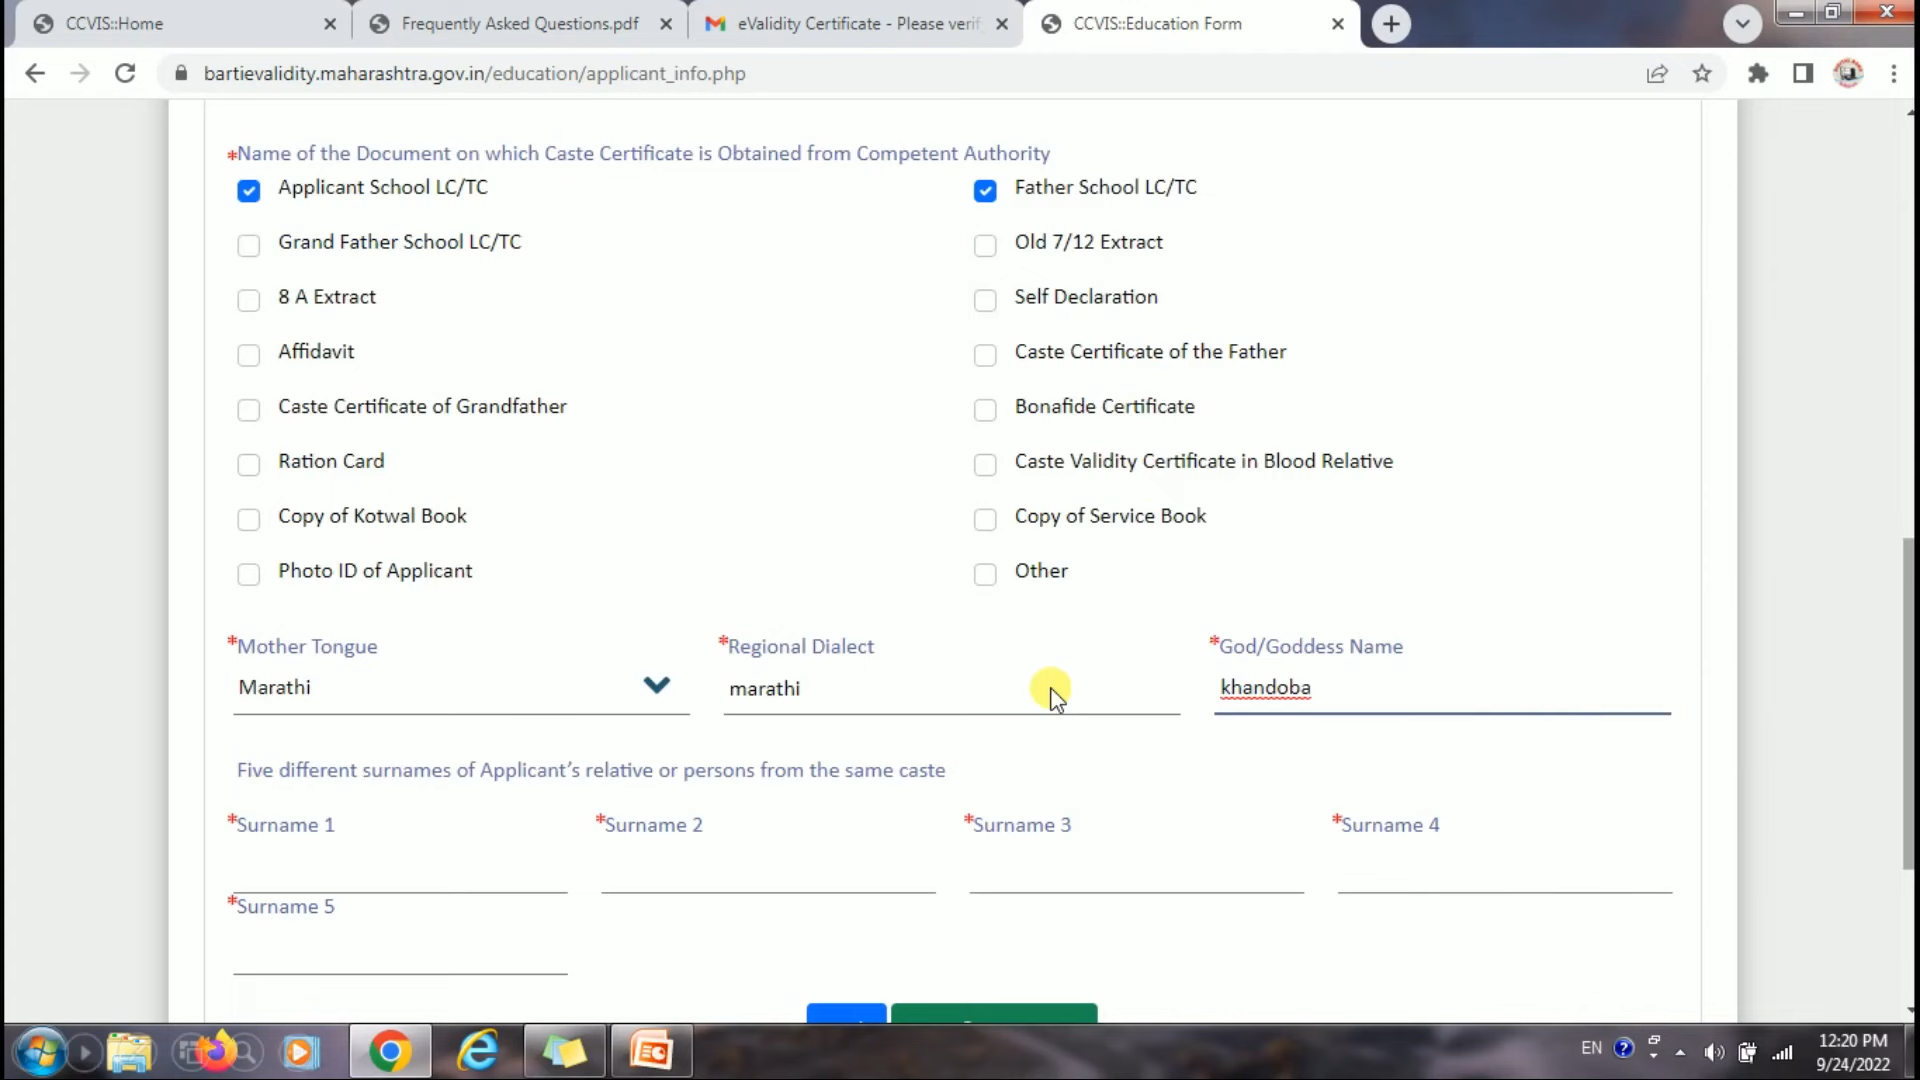 CCVIS::Home
Frequently Asked Questions.pdf
eValidity Certificate - Please verif
CCVIS::Education Form
bartievalidity.maharashtra.gov.in/education/applicant_info.php
*Name of the Document on which Caste Certificate is Obtained from Competent Authority
Applicant School LC/TC
Father School LC/TC
Grand Father School LC/TC
Old 7/12 Extract
8 A Extract
Self Declaration
Affidavit
Caste Certificate of the Father
Caste Certificate of Grandfather
Bonafide Certificate
Ration Card
Caste Validity Certificate in Blood Relative
Copy of Kotwal Book
Copy of Service Book
Photo ID of Applicant
Other
*Mother Tongue
*Regional Dialect
*God/Goddess Name
Marathi
marathi
khandoba
Five different surnames of Applicant's relative or persons from the same caste
*Surname 1
*Surname 2
*Surname 3
*Surname 4
*Surname 5
EN
12:20 PM
9/24/2022